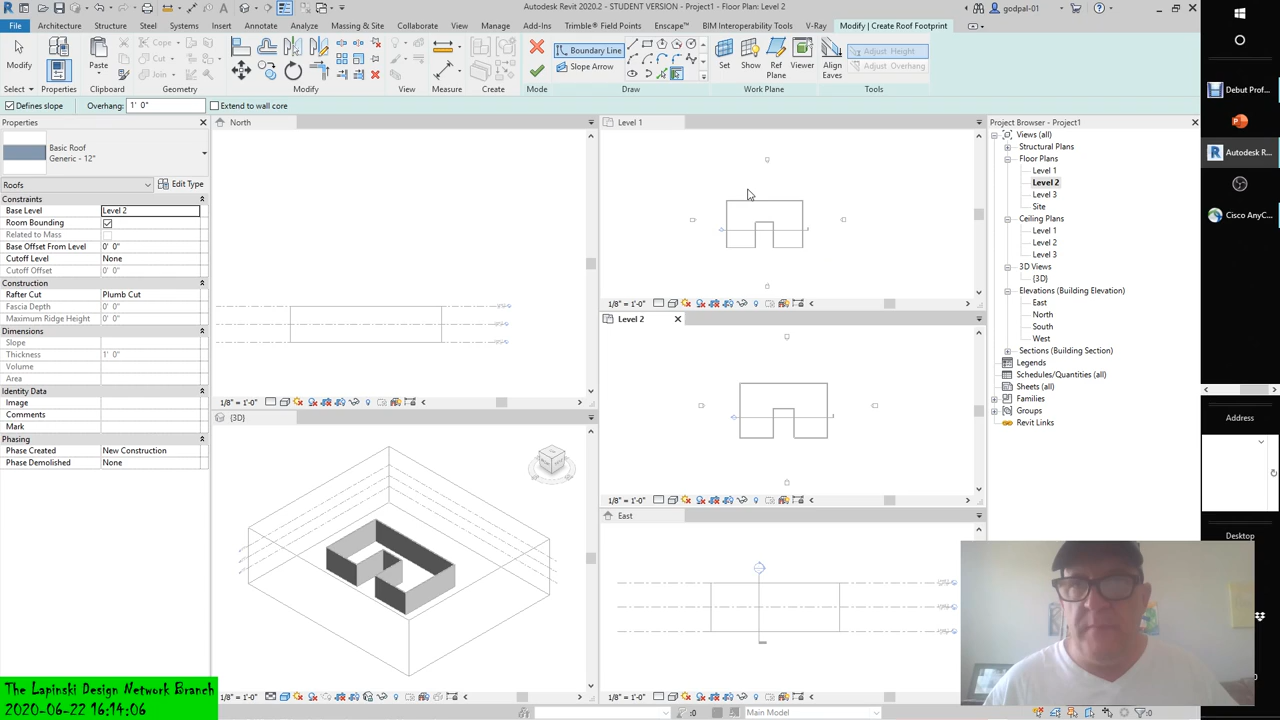 Autodesk Revit 2020.2 - STUDENT VERSION - Project1 - Floor Plan: Level 2
godpal-01
File
Architecture
Structure
Steel
Systems
Insert
Annotate
Analyze
Massing & Site
Collaborate
View
Manage
Add-Ins
Trimble® Field Points
Enscape™
BIM Interoperability Tools
V-Ray
Modify | Create Roof Footprint
Modify
Paste
Cope
Cut
Join
Boundary Line
Slope Arrow
Set
Show
Ref Plane
Viewer
Align Eaves
Adjust Height
Adjust Overhang
Select
Properties
Clipboard
Geometry
Modify
View
Measure
Create
Mode
Draw
Work Plane
Tools
Defines slope
Overhang: 1' 0"
Extend to wall core
Properties
Basic Roof
Generic - 12"
Roofs
Edit Type
Constraints
Base Level Level 2
Room Bounding
Related to Mass
Base Offset From Level 0' 0"
Cutoff Level None
Cutoff Offset 0' 0"
Construction
Rafter Cut Plumb Cut
Fascia Depth 0' 0"
Maximum Ridge Height 0' 0"
Dimensions
Slope
Thickness 1' 0"
Volume
Area
Identity Data
Image
Comments
Mark
Phasing
Phase Created New Construction
Phase Demolished None
North
1/8" = 1'-0"
{3D}
1/8" = 1'-0"
Level 1
1/8" = 1'-0"
Level 2
1/8" = 1'-0"
East
1/8" = 1'-0"
Project Browser - Project1
Views (all)
Structural Plans
Floor Plans
Level 1
Level 2
Level 3
Site
Ceiling Plans
Level 1
Level 2
Level 3
3D Views
{3D}
Elevations (Building Elevation)
East
North
South
West
Sections (Building Section)
Legends
Schedules/Quantities (all)
Sheets (all)
Families
Groups
Revit Links
Debut Prof...
Autodesk R...
Cisco AnyC...
Address
Desktop
:0
Main Model
:0
The Lapinski Design Network Branch
2020-06-22 16:14:06